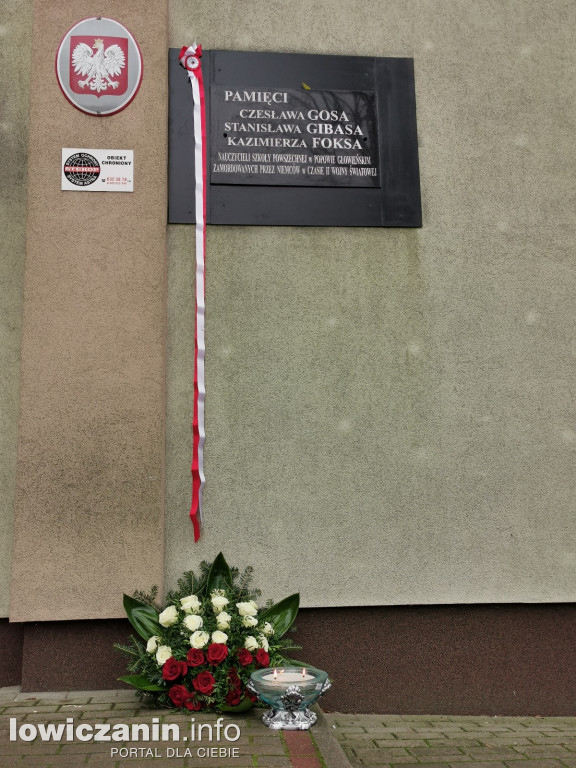 PAMIĘCI
CZESŁAWA GOSA
STANISŁAWA GIBASA
KAZIMIERZA FOKSA
NAUCZYCIELI SZKOŁY POWSZECHNEJ W POPOWIE GŁOWIEŃSKIM
ZAMORDOWANYCH PRZEZ NIEMCÓW W CZASIE II WOJNY ŚWIATOWEJ
OBIEKT
CHRONIONY
lowiczanin.info
PORTAL DLA CIEBIE